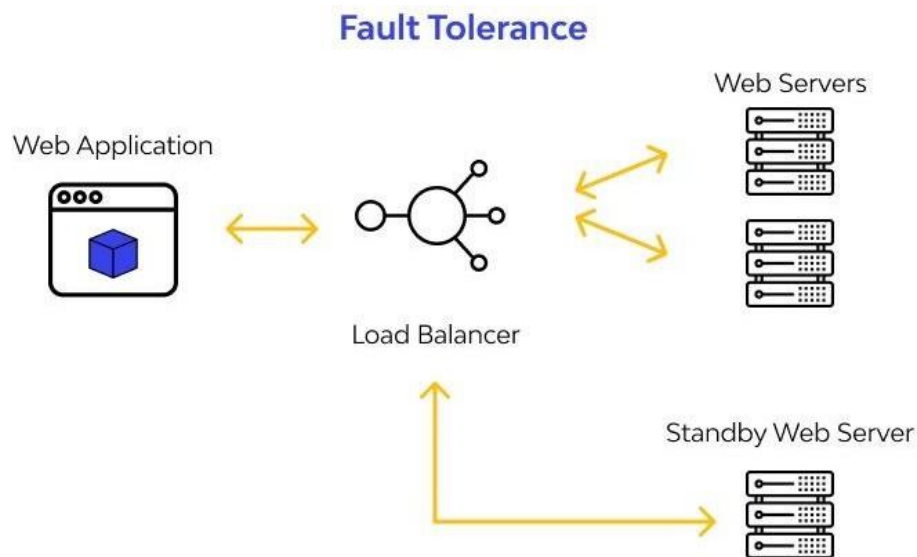 Fault Tolerance
Web Servers
Web Application
Load Balancer
Standby Web Server